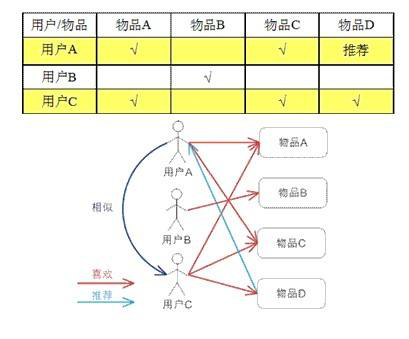 用户/物品 物品A 物品B 物品C 物品D
用户A √ √ 推荐
用户B √
用户C √ √ √
物品A
用户A
物品B
相似
用户B
物品C
喜欢
推荐
物品D
用户C